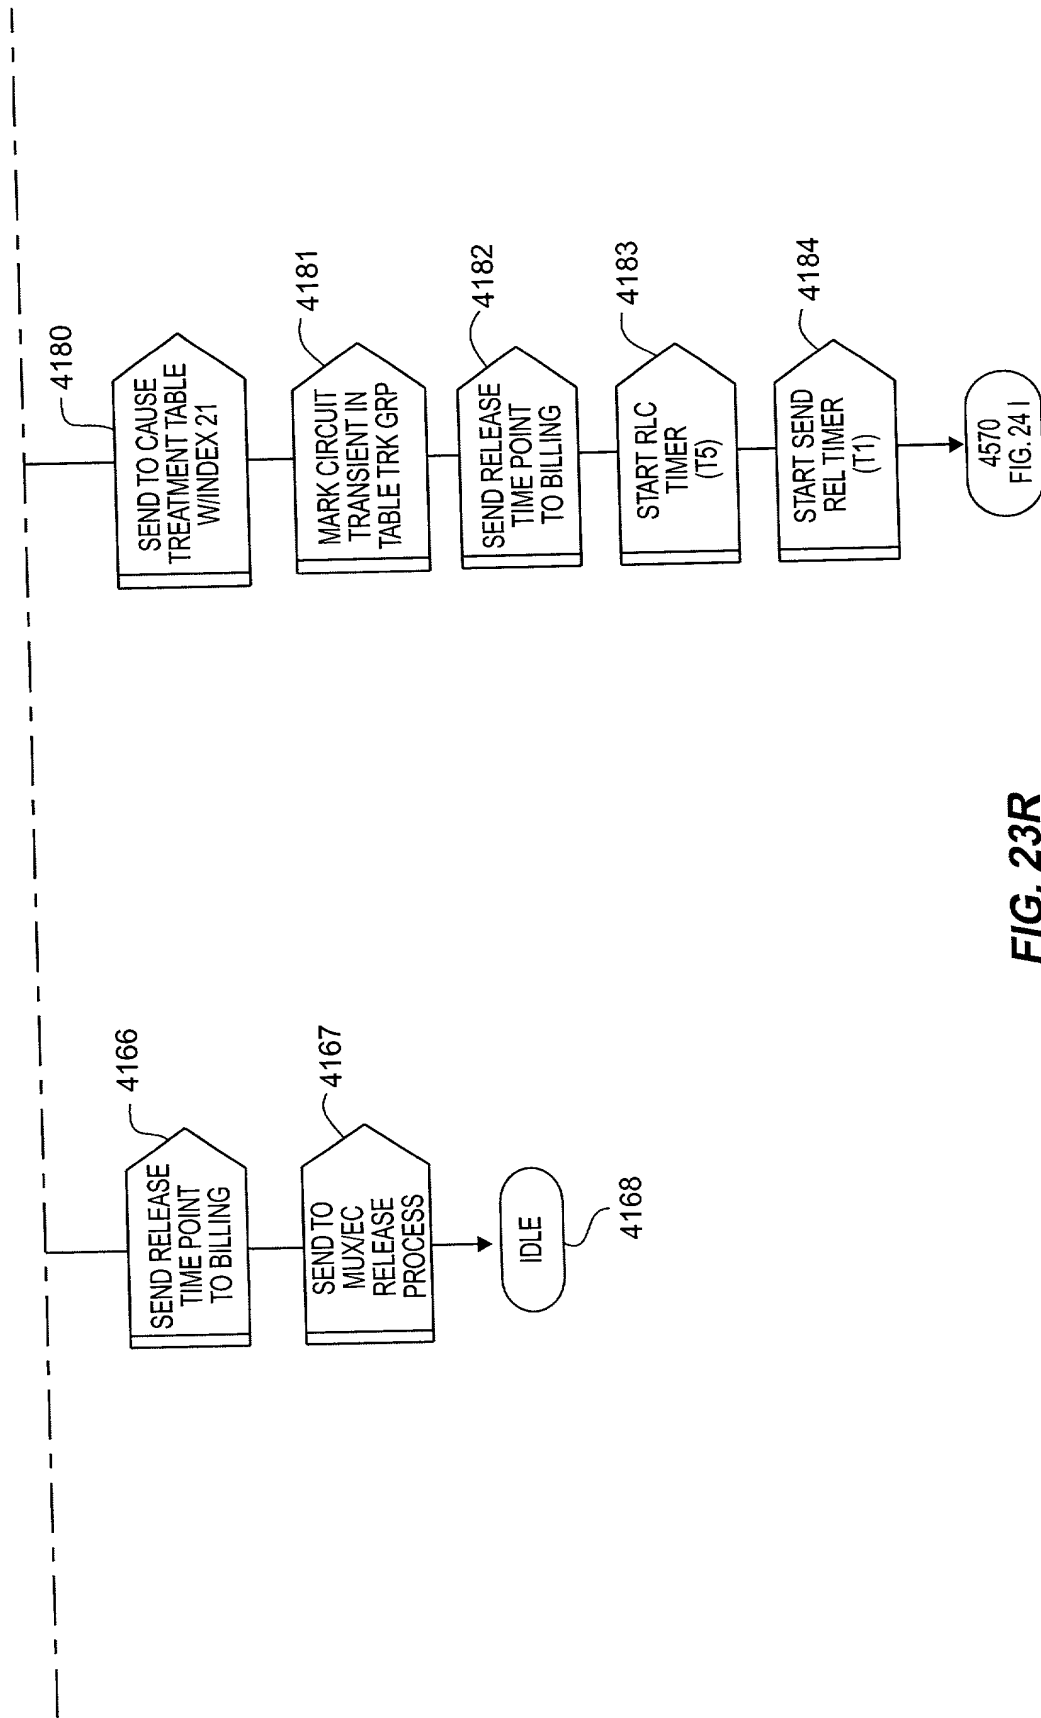 4166
SEND RELEASE
TIME POINT
TO BILLING
4167
SEND TO
MUX/EC
RELEASE
PROCESS
IDLE
4168
4180
SEND TO CAUSE
TREATMENT TABLE
W/INDEX 21
4181
MARK CIRCUIT
TRANSIENT IN
TABLE TRK GRP
4182
SEND RELEASE
TIME POINT
TO BILLING
4183
START RLC
TIMER
(T5)
4184
START SEND
REL TIMER
(T1)
4570
FIG. 24 I
FIG. 23R